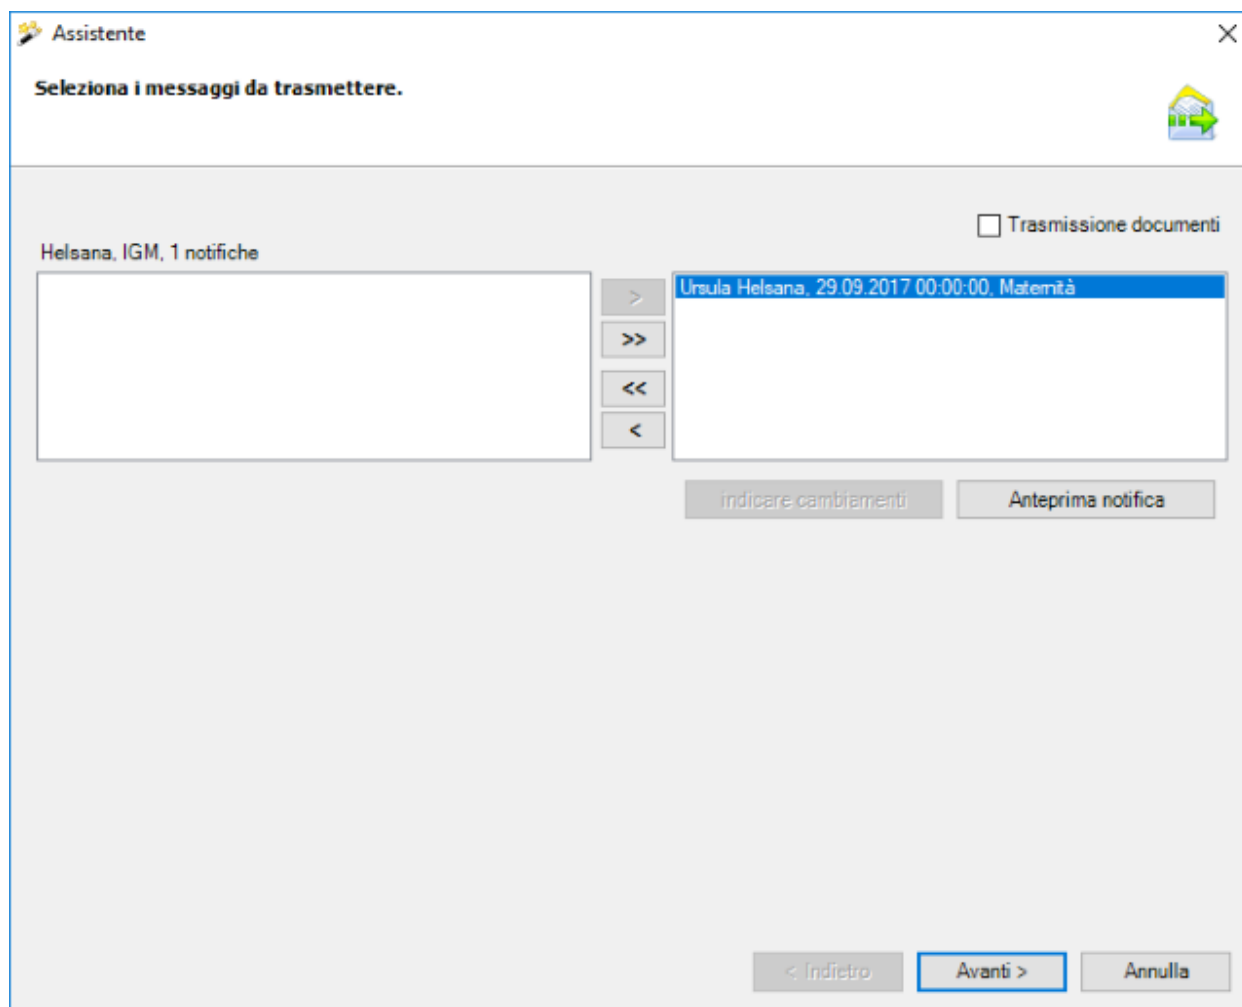 Assistente
Seleziona i messaggi da trasmettere.
Trasmissione documenti
Helsana, IGM, 1 notifiche
Ursula Helsana, 29.09.2017 00:00:00, Maternità
>
>>
<<
<
indicare cambiamenti
Anteprima notifica
< Indietro
Avanti >
Annulla